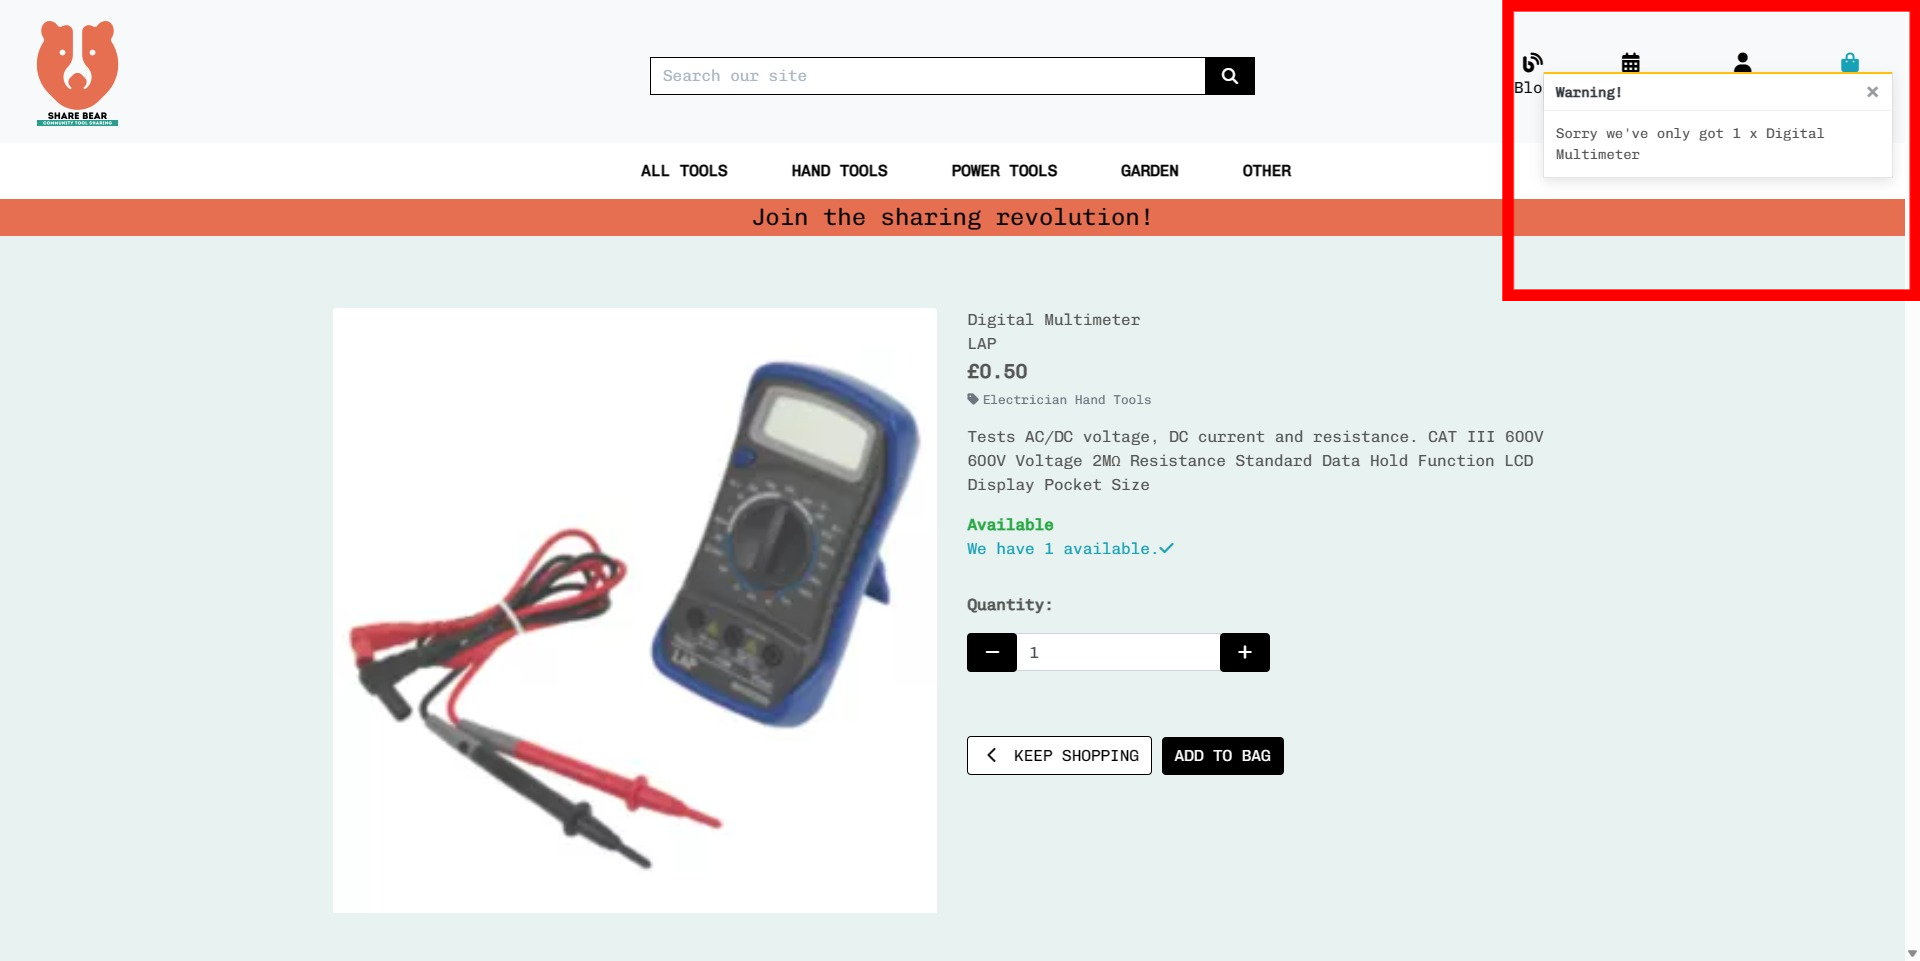 SHARE BEAR
COMMUNITY TOOL SHARING
Search our site
Blo
Warning!
Sorry we've only got 1 x Digital
Multimeter
ALL TOOLS
HAND TOOLS
POWER TOOLS
GARDEN
OTHER
Join the sharing revolution!
Digital Multimeter
LAP
£0.50
Electrician Hand Tools
Tests AC/DC voltage, DC current and resistance. CAT III 600V
600V Voltage 2MΩ Resistance Standard Data Hold Function LCD
Display Pocket Size
Available
We have 1 available.
Quantity:
1
KEEP SHOPPING
ADD TO BAG
LAP